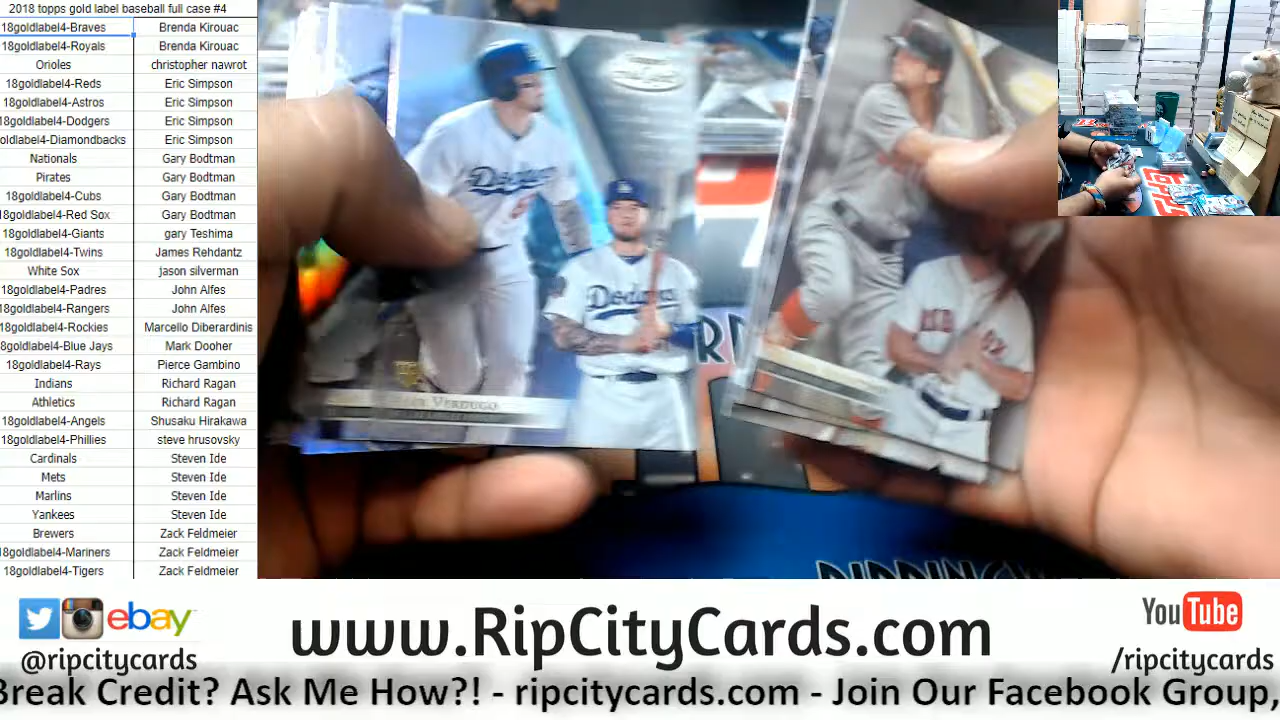 2018 topps gold label baseball full case #4
18goldlabel4-Braves Brenda Kirouac
18goldlabel4-Royals Brenda Kirouac
Orioles christopher nawrot
18goldlabel4-Reds Eric Simpson
18goldlabel4-Astros Eric Simpson
18goldlabel4-Dodgers Eric Simpson
oldlabel4-Diamondbacks Eric Simpson
Nationals Gary Bodtman
Pirates Gary Bodtman
18goldlabel4-Cubs Gary Bodtman
18goldlabel4-Red Sox Gary Bodtman
18goldlabel4-Giants gary Teshima
18goldlabel4-Twins James Rehdantz
White Sox jason silverman
18goldlabel4-Padres John Alfes
18goldlabel4-Rangers John Alfes
18goldlabel4-Rockies Marcello Diberardinis
18goldlabel4-Blue Jays Mark Dooher
18goldlabel4-Rays Pierce Gambino
Indians Richard Ragan
Athletics Richard Ragan
18goldlabel4-Angels Shusaku Hirakawa
18goldlabel4-Phillies steve hrusovsky
Cardinals Steven Ide
Mets Steven Ide
Marlins Steven Ide
Yankees Steven Ide
Brewers Zack Feldmeier
18goldlabel4-Mariners Zack Feldmeier
18goldlabel4-Tigers Zack Feldmeier
Dodgers
Dodgers
Verdugo
ebay
@ripcitycards
www.RipCityCards.com
YouTube
/ripcitycards
Break Credit? Ask Me How?! - ripcitycards.com - Join Our Facebook Group,